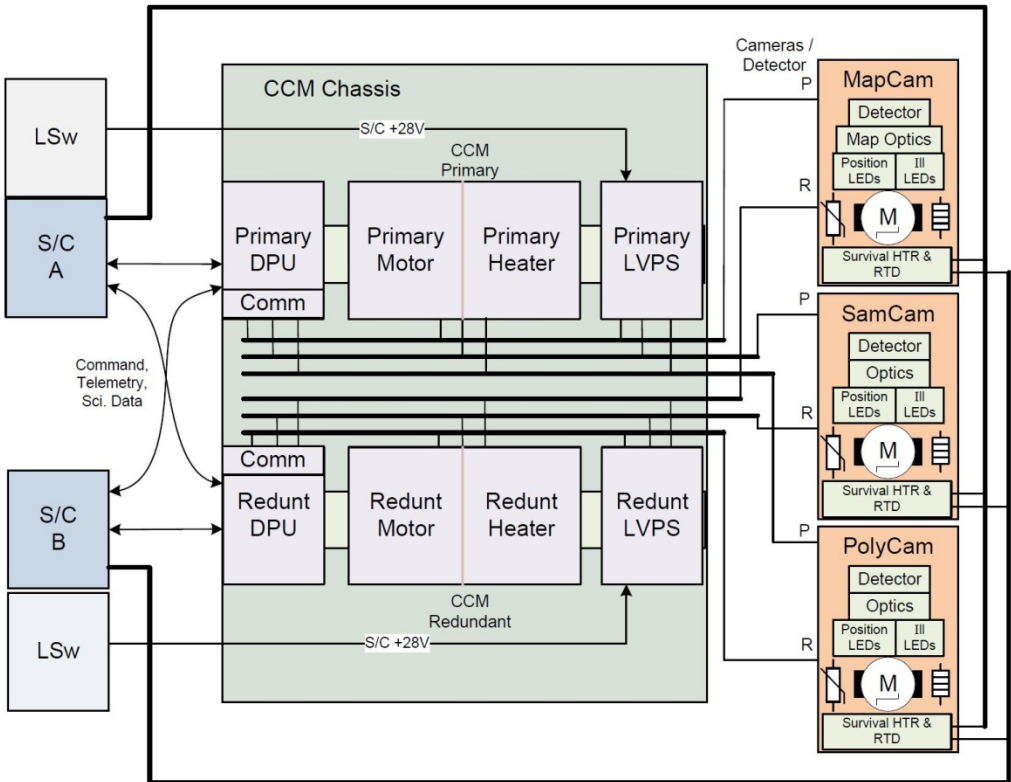 Cameras /
Detector
P
MapCam
Detector
Map Optics
Position
LEDs
Ill
LEDs
R
M
Survival HTR &
RTD
CCM Chassis
LSw
S/C +28V
CCM
Primary
S/C
A
Primary
DPU
Comm
Primary
Motor
Primary
Heater
Primary
LVPS
P
SamCam
Detector
Optics
Position
LEDs
Ill
LEDs
R
M
Survival HTR &
RTD
Command,
Telemetry,
Sci. Data
S/C
B
Comm
Redunt
DPU
Redunt
Motor
Redunt
Heater
Redunt
LVPS
CCM
Redundant
S/C +28V
LSw
P
PolyCam
Detector
Optics
Position
LEDs
Ill
LEDs
R
M
Survival HTR &
RTD